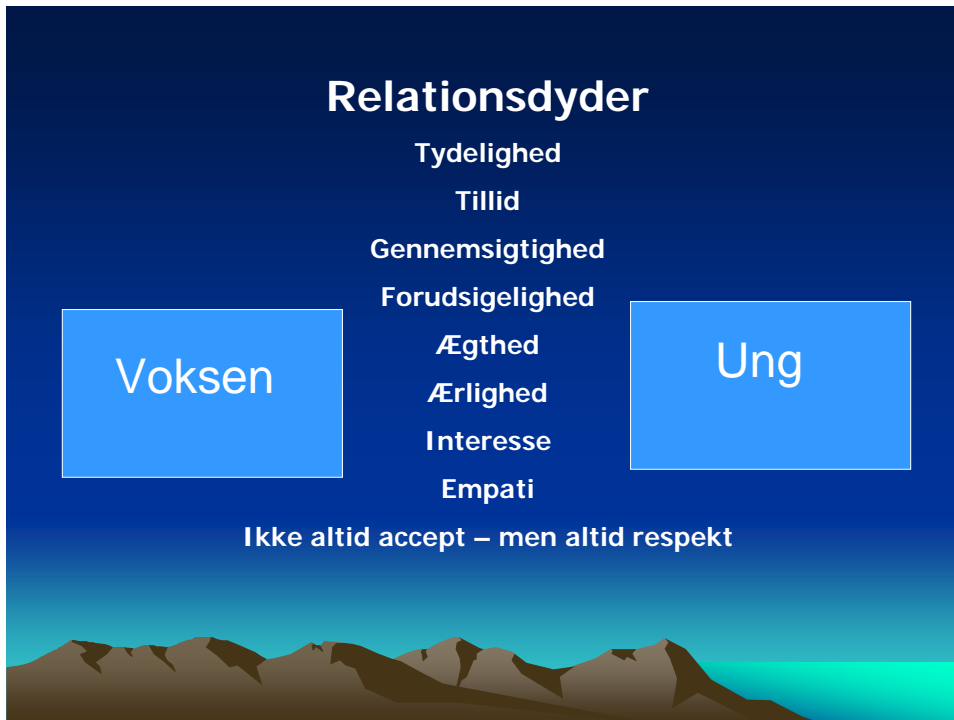 Relationsdyder
Tydelighed
Tillid
Gennemsigtighed
Forudsigelighed
Ægthed
Ærlighed
Interesse
Empati
Ikke altid accept – men altid respekt
Voksen
Ung